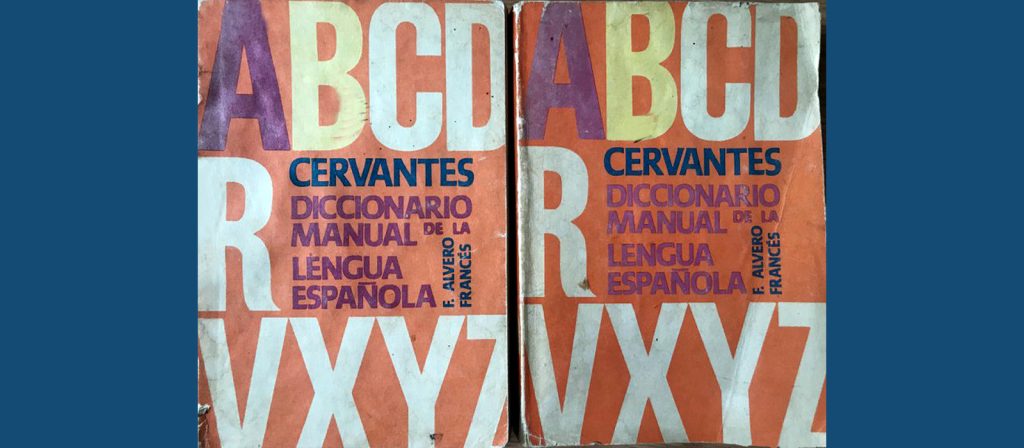 ABCD
R
CERVANTES
DICCIONARIO
MANUAL DE LA
LENGUA
ESPAÑOLA
F. ALVERO
FRANCÉS
VXYZ
ABCD
R
CERVANTES
DICCIONARIO
MANUAL DE LA
LENGUA
ESPAÑOLA
F. ALVERO
FRANCÉS
VXYZ